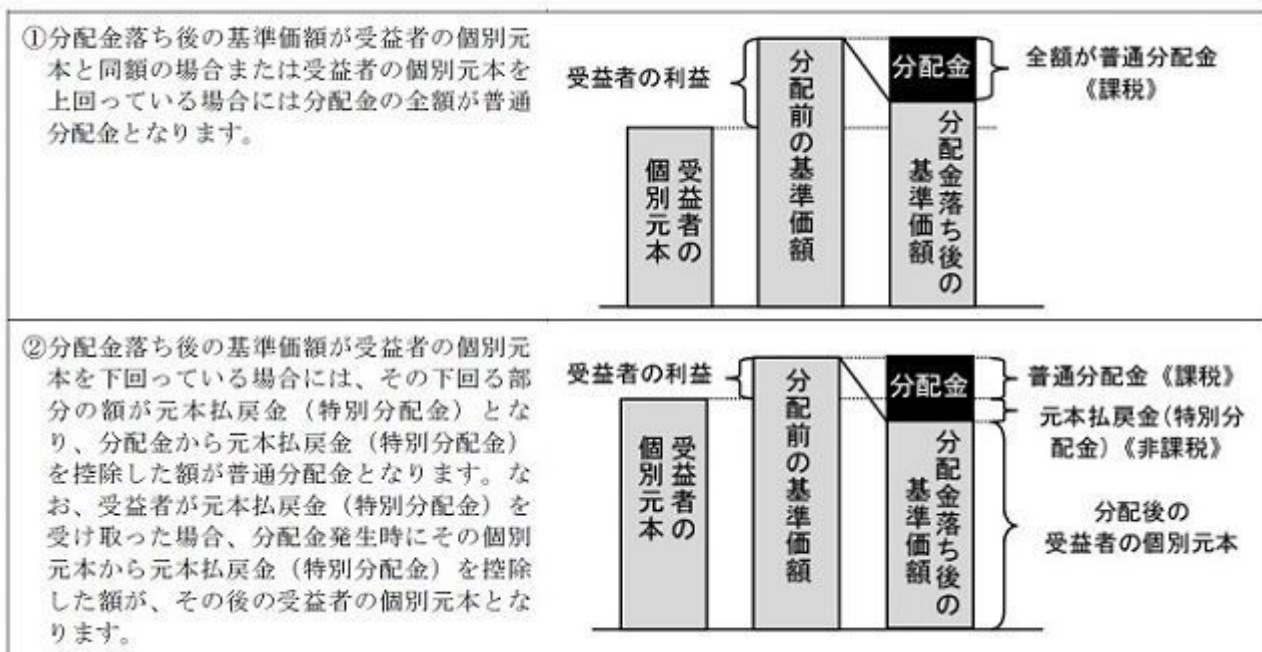 ①分配金落ち後の基準価額が受益者の個別元
本と同額の場合または受益者の個別元本を
上回っている場合には分配金の全額が普通
分配金となります。
受益者の利益
受益者の
個別元本
分配前の基準価額
分配金
分配金落ち後の
基準価額
全額が普通分配金
《課税》
②分配金落ち後の基準価額が受益者の個別元
本を下回っている場合には、その下回る部
分の額が元本払戻金（特別分配金）とな
り、分配金から元本払戻金（特別分配金）
を控除した額が普通分配金となります。な
お、受益者が元本払戻金（特別分配金）を
受け取った場合、分配金発生時にその個別
元本から元本払戻金（特別分配金）を控除
した額が、その後の受益者の個別元本とな
ります。
受益者の利益
受益者の
個別元本
分配前の基準価額
分配金
分配金落ち後の
基準価額
普通分配金《課税》
元本払戻金(特別分
配金)《非課税》
分配後の
受益者の個別元本